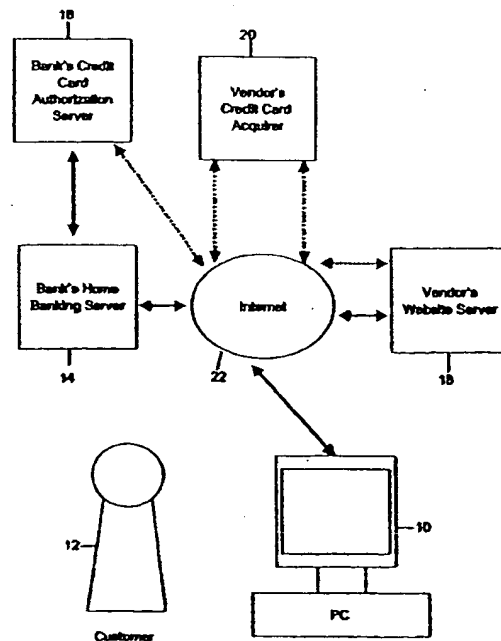 18
20
Bank's Credit
Card
Authorization
Server
Vendor's
Credit Card
Acquirer
Bank's Home
Banking Server
Internet
Vendor's
Website Server
14
22
12
10
PC
Customer